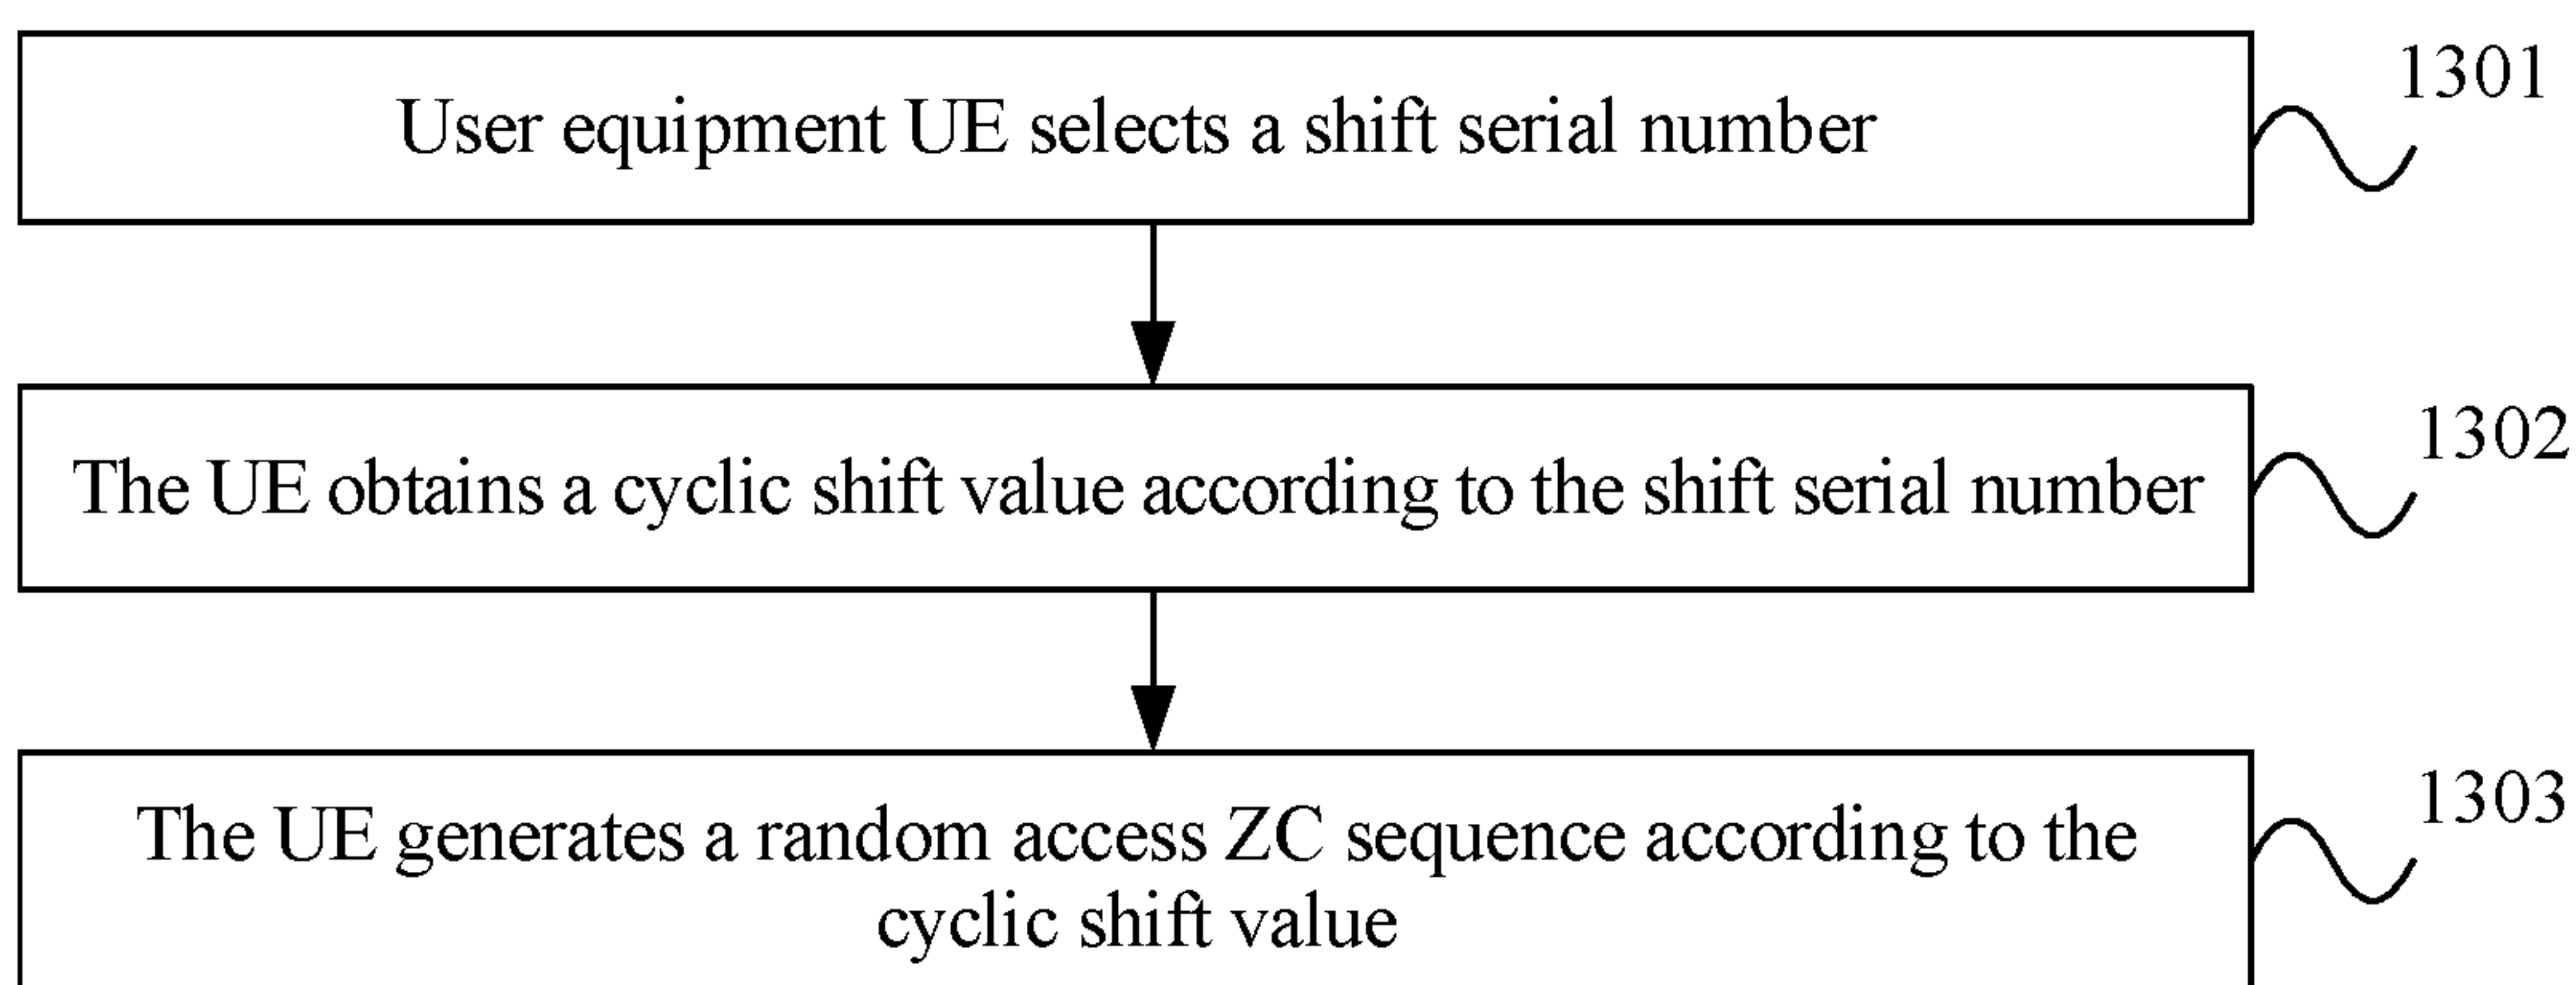 User equipment UE selects a shift serial number
1301
The UE obtains a cyclic shift value according to the shift serial number
1302
The UE generates a random access ZC sequence according to the
cyclic shift value
1303